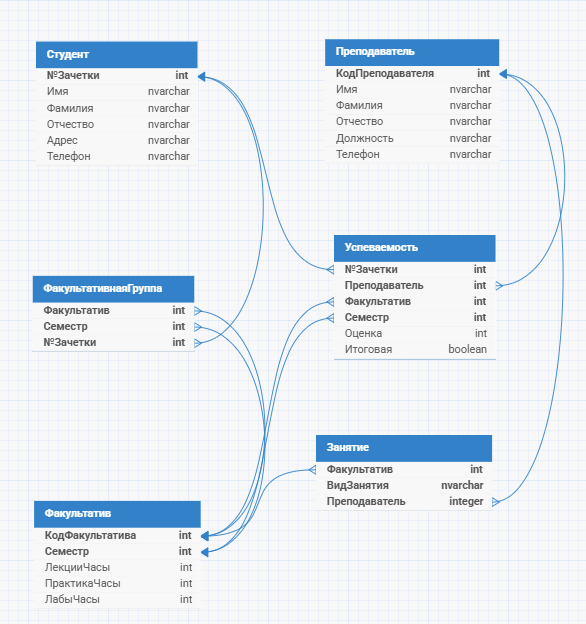 Студент
№Зачетки int
Имя nvarchar
Фамилия nvarchar
Отчество nvarchar
Адрес nvarchar
Телефон nvarchar
Преподаватель
КодПреподавателя int
Имя nvarchar
Фамилия nvarchar
Отчество nvarchar
Должность nvarchar
Телефон nvarchar
Успеваемость
№Зачетки int
Преподаватель int
Факультатив int
Семестр int
Оценка int
Итоговая boolean
ФакультативнаяГруппа
Факультатив int
Семестр int
№Зачетки int
Занятие
Факультатив int
ВидЗанятия nvarchar
Преподаватель integer
Факультатив
КодФакультатива int
Семестр int
ЛекцииЧасы int
ПрактикаЧасы int
ЛабыЧасы int